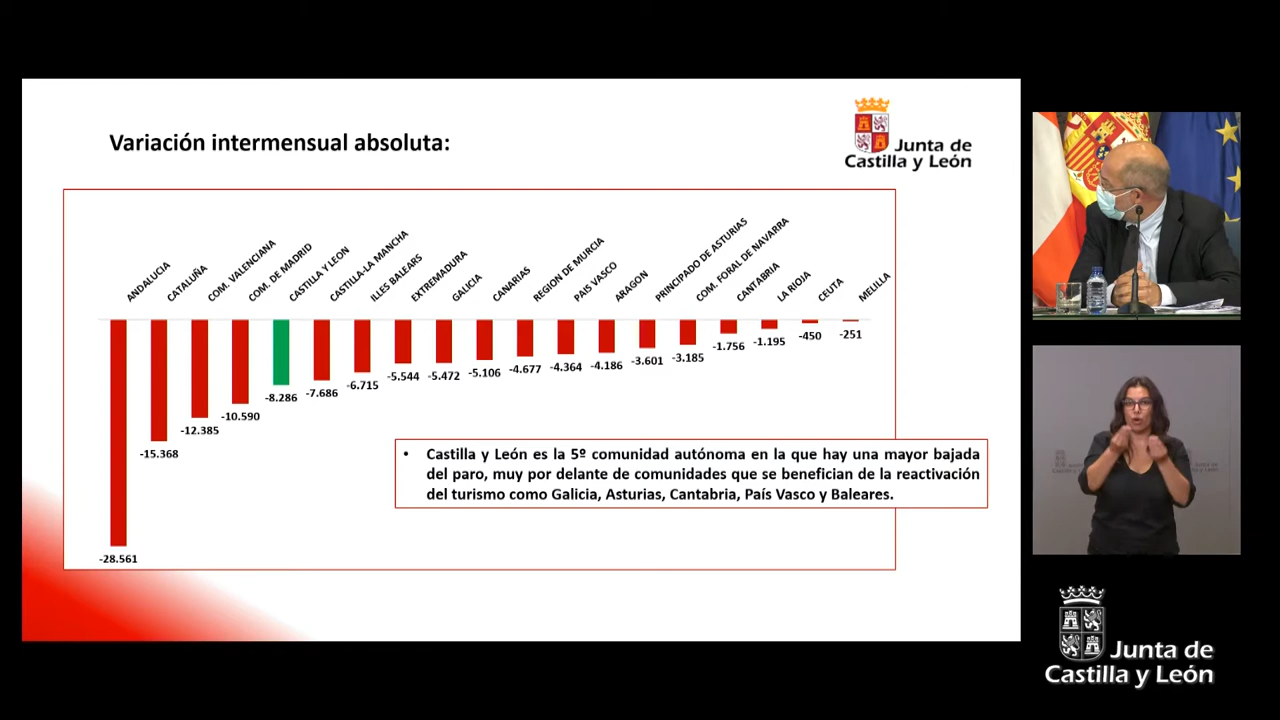 Variación intermensual absoluta:
Junta de
Castilla y León
ANDALUCIA
CATALUÑA
COM. VALENCIANA
COM. DE MADRID
CASTILLA Y LEON
CASTILLA-LA MANCHA
ILLES BALEARS
EXTREMADURA
GALICIA
CANARIAS
REGION DE MURCIA
PAIS VASCO
ARAGON
PRINCIPADO DE ASTURIAS
COM. FORAL DE NAVARRA
CANTABRIA
LA RIOJA
CEUTA
MELILLA
-28.561
-15.368
-12.385
-10.590
-8.286
-7.686
-6.715
-5.544
-5.472
-5.106
-4.677
-4.364
-4.186
-3.601
-3.185
-1.756
-1.195
-450
-251
• Castilla y León es la 5º comunidad autónoma en la que hay una mayor bajada
del paro, muy por delante de comunidades que se benefician de la reactivación
del turismo como Galicia, Asturias, Cantabria, País Vasco y Baleares.
Junta de
Castilla y León